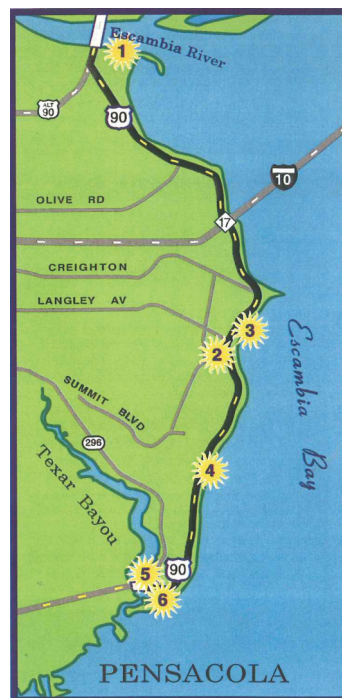 1
Escambia River
ALT
90
90
OLIVE RD
10
17
CREIGHTON
LANGLEY AV
3
2
Escambia Bay
SUMMIT BLVD
296
4
Texar Bayou
5
90
6
PENSACOLA